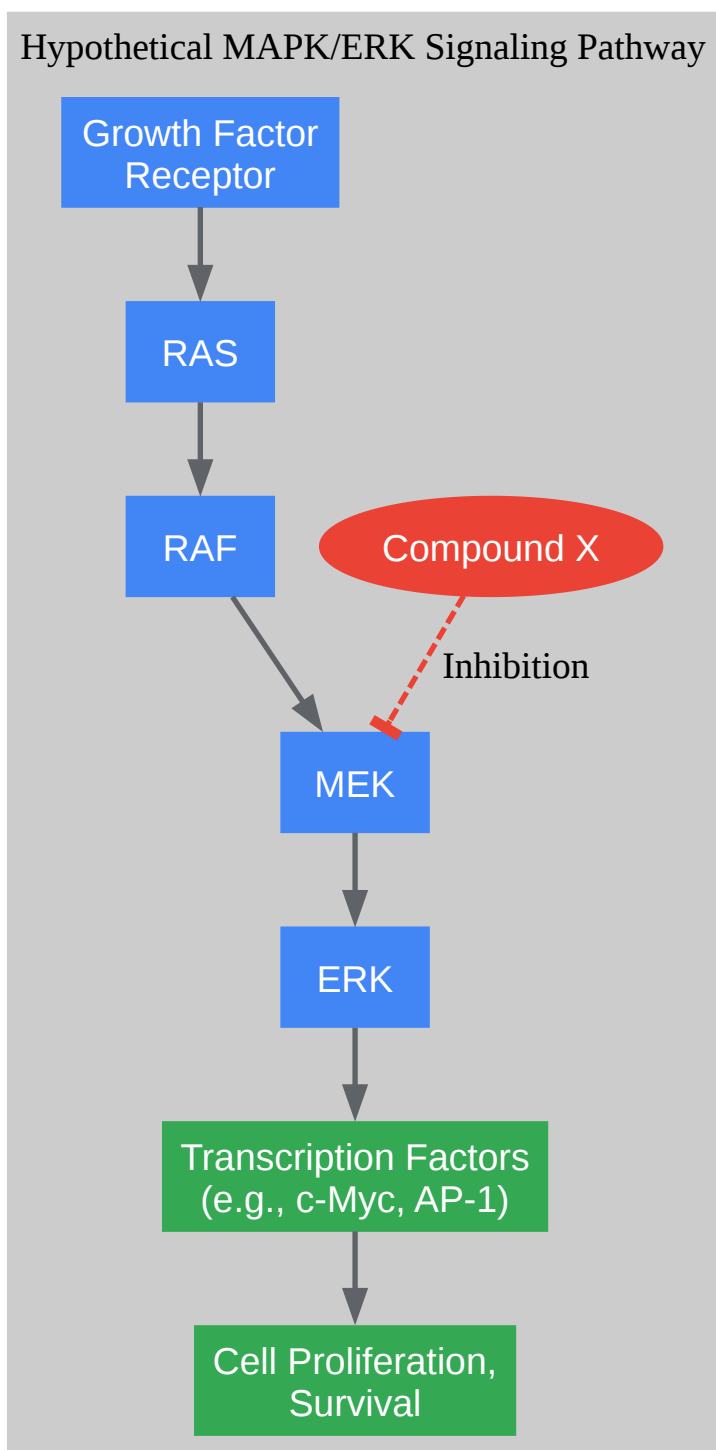 Hypothetical MAPK/ERK Signaling Pathway
Growth Factor
Receptor
RAS
RAF
Compound X
Inhibition
MEK
ERK
Transcription Factors
(e.g., c-Myc, AP-1)
Cell Proliferation,
Survival